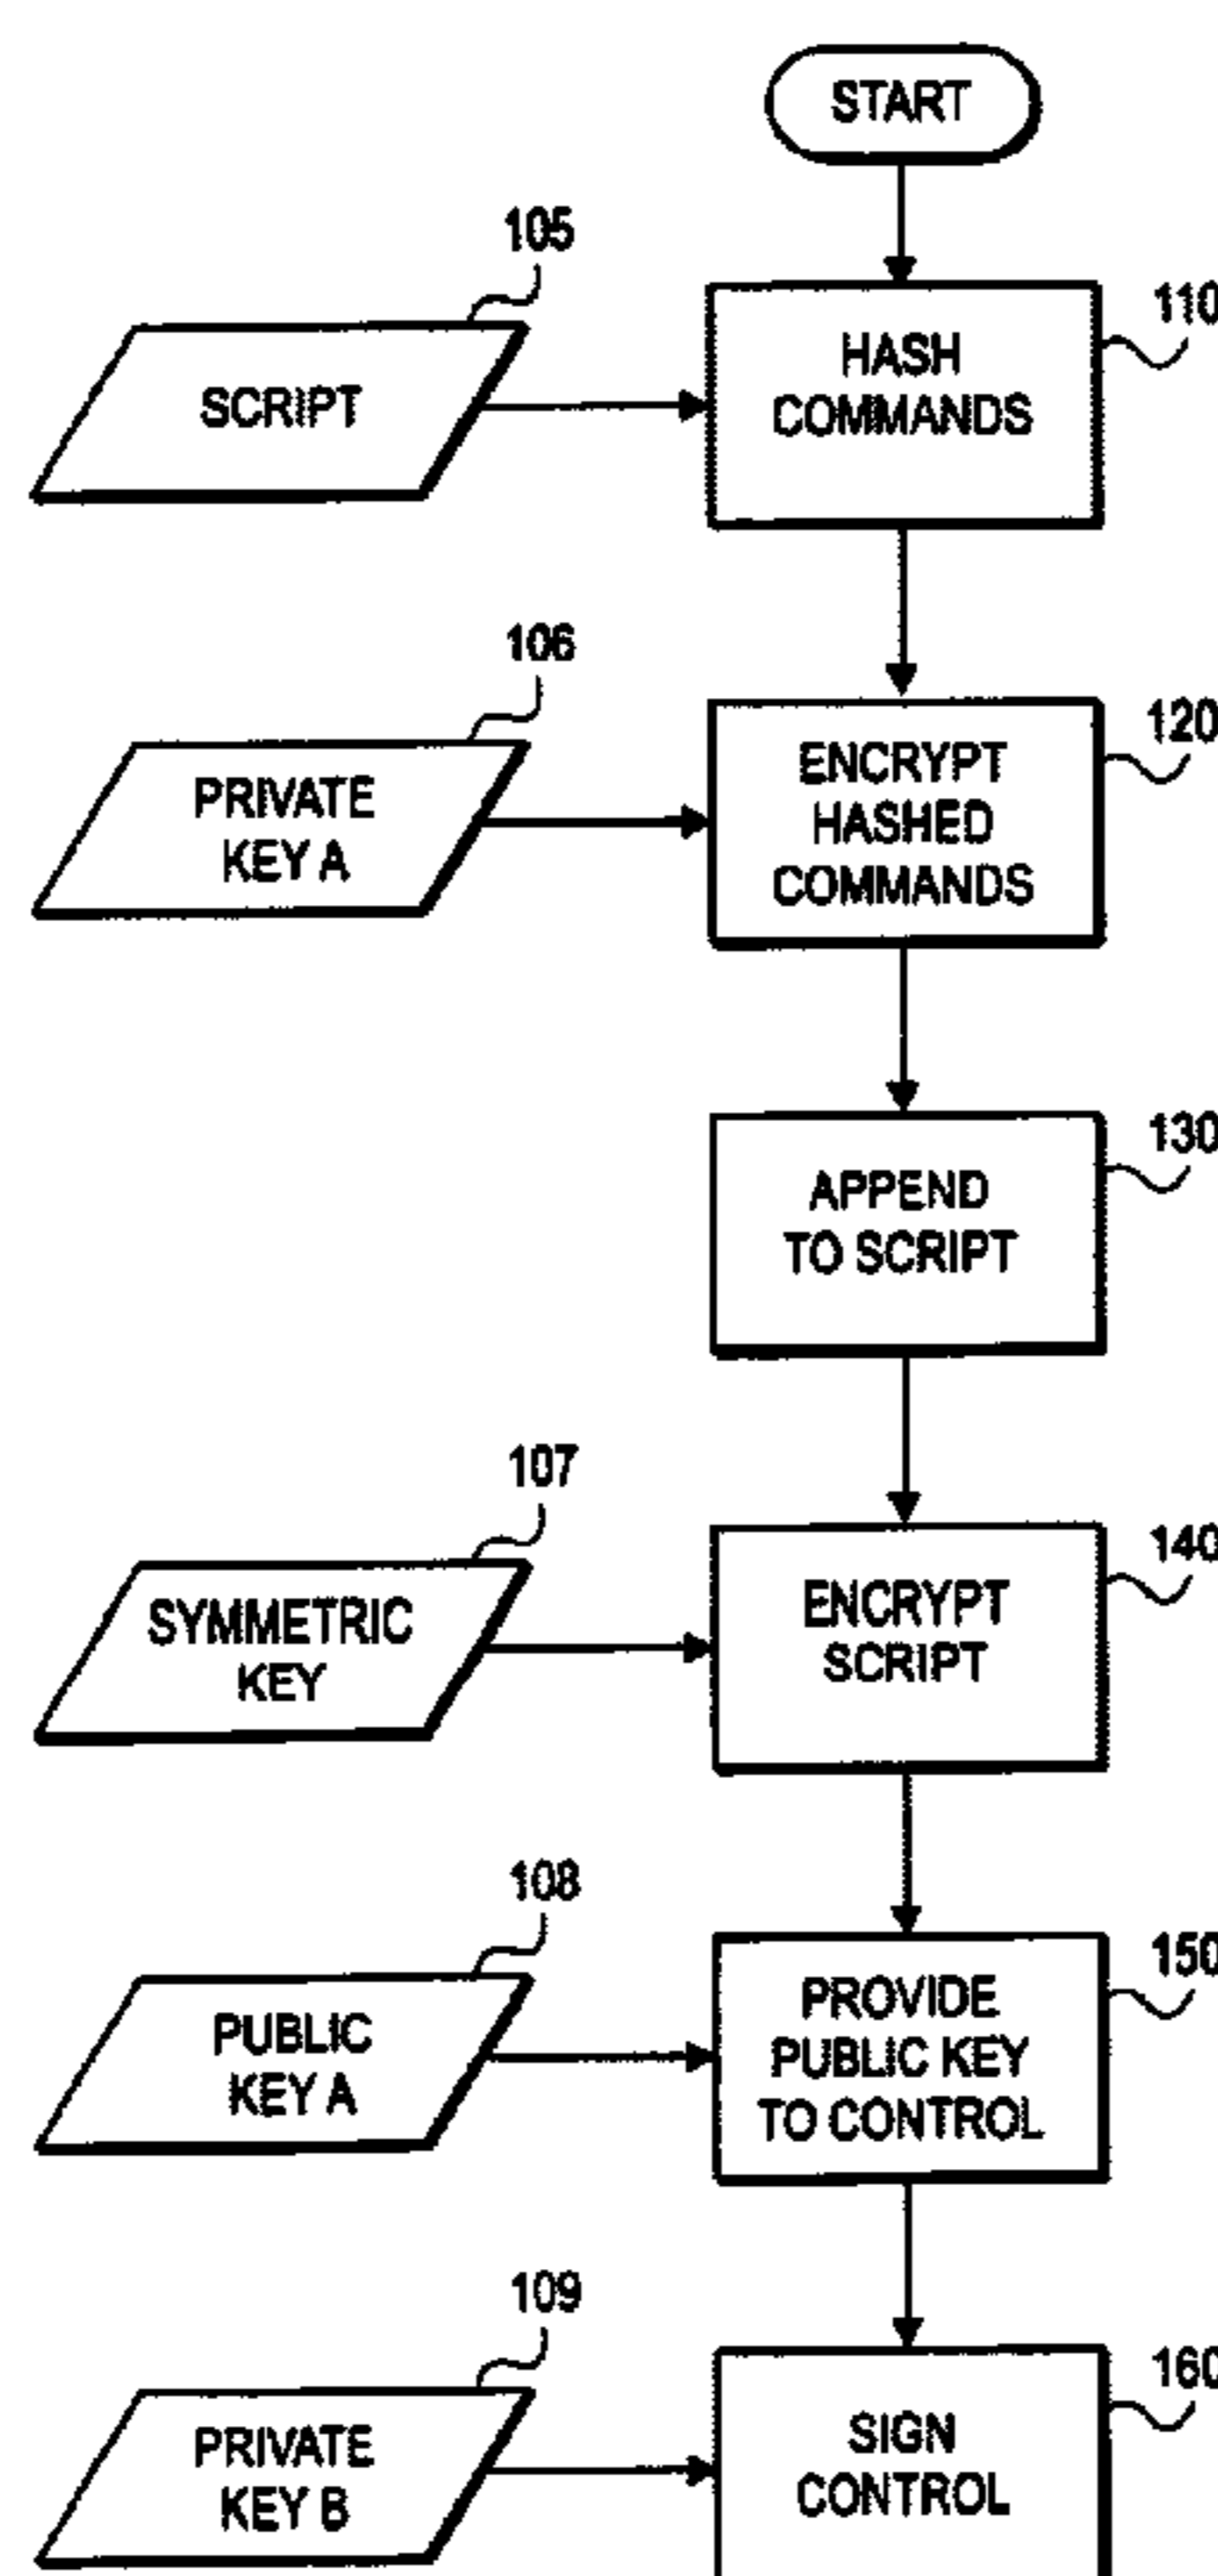 START
105
110
SCRIPT
HASH
COMMANDS
106
120
PRIVATE
KEY A
ENCRYPT
HASHED
COMMANDS
130
APPEND
TO SCRIPT
107
140
SYMMETRIC
KEY
ENCRYPT
SCRIPT
108
150
PUBLIC
KEY A
PROVIDE
PUBLIC KEY
TO CONTROL
109
160
PRIVATE
KEY B
SIGN
CONTROL